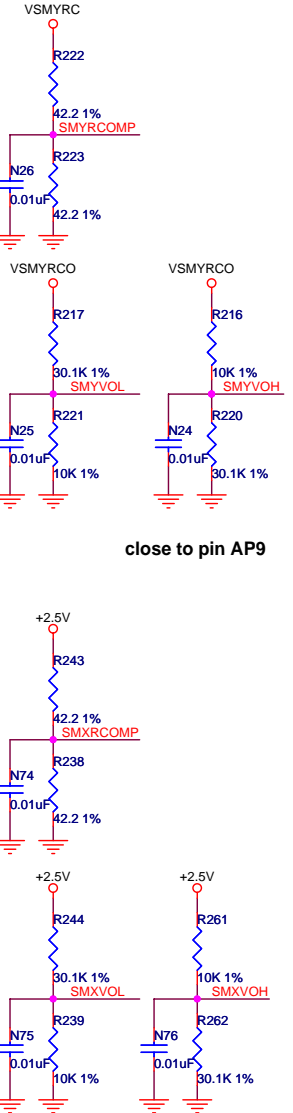 VSMYRC
R222
42.2 1%
SMYRCOMP
R223
N26
0.01uF
42.2 1%
VSMYRCO
VSMYRCO
R217
R216
30.1K 1%
10K 1%
SMYVOL
SMYVOH
R221
R220
N25
N24
0.01uF
0.01uF
10K 1%
30.1K 1%
close to pin AP9
+2.5V
R243
42.2 1%
SMXRCOMP
R238
N74
0.01uF
42.2 1%
+2.5V
+2.5V
R244
R261
30.1K 1%
10K 1%
SMXVOL
SMXVOH
R239
R262
N75
N76
0.01uF
0.01uF
10K 1%
30.1K 1%